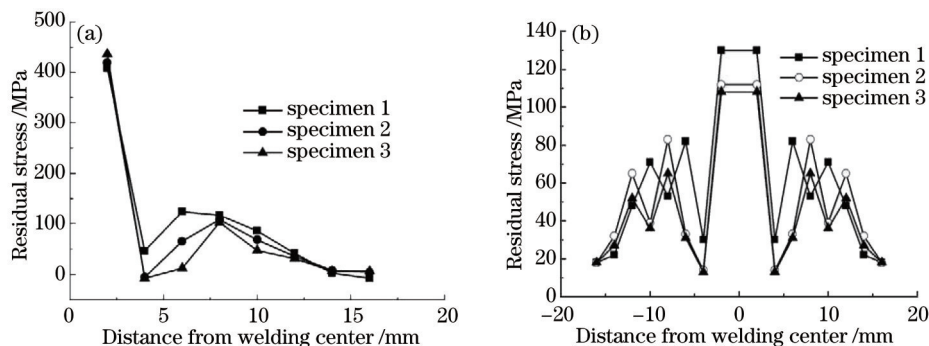 (a)
Residual stress /MPa
500
400
300
200
100
0
specimen 1
specimen 2
specimen 3
0
5
10
15
20
Distance from welding center /mm
(b)
Residual stress /MPa
140
120
100
80
60
40
20
0
specimen 1
specimen 2
specimen 3
−20
−10
0
10
20
Distance from welding center /mm